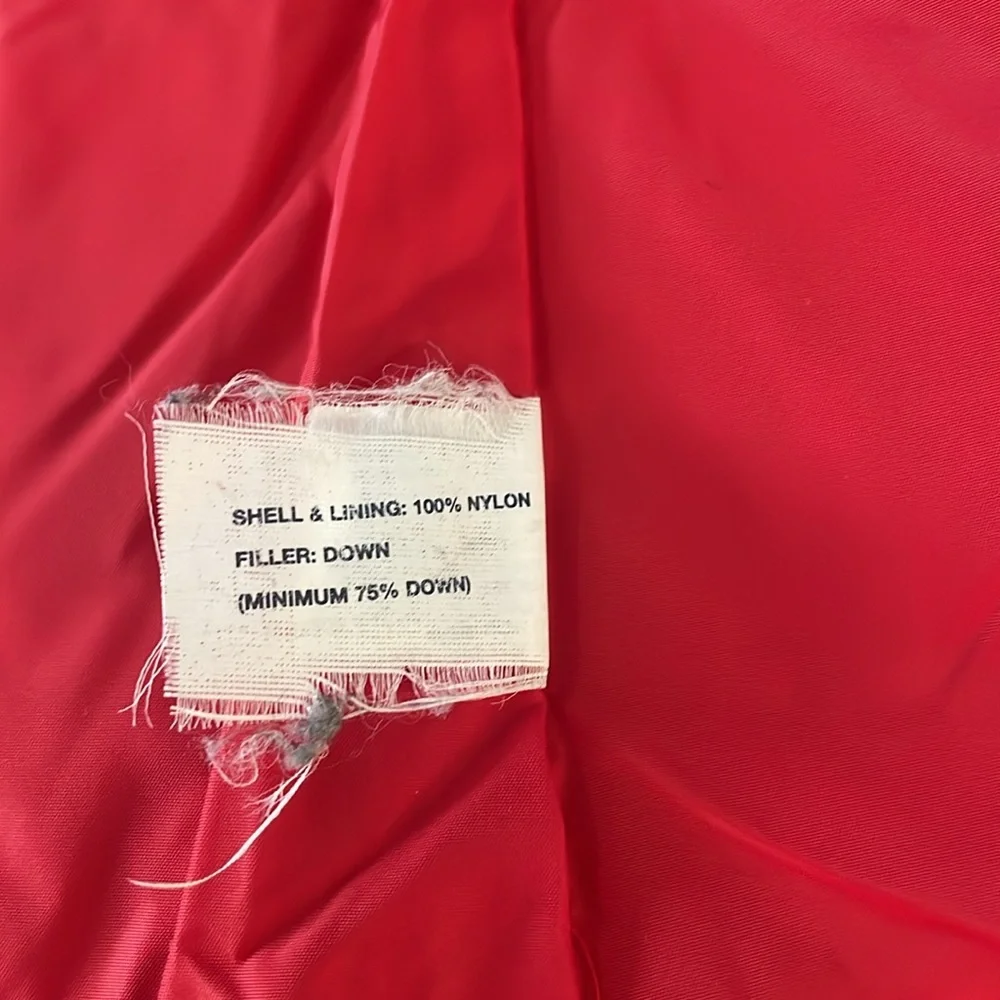 SHELL & LINING: 100% NYLON
FILLER: DOWN
(MINIMUM 75% DOWN)